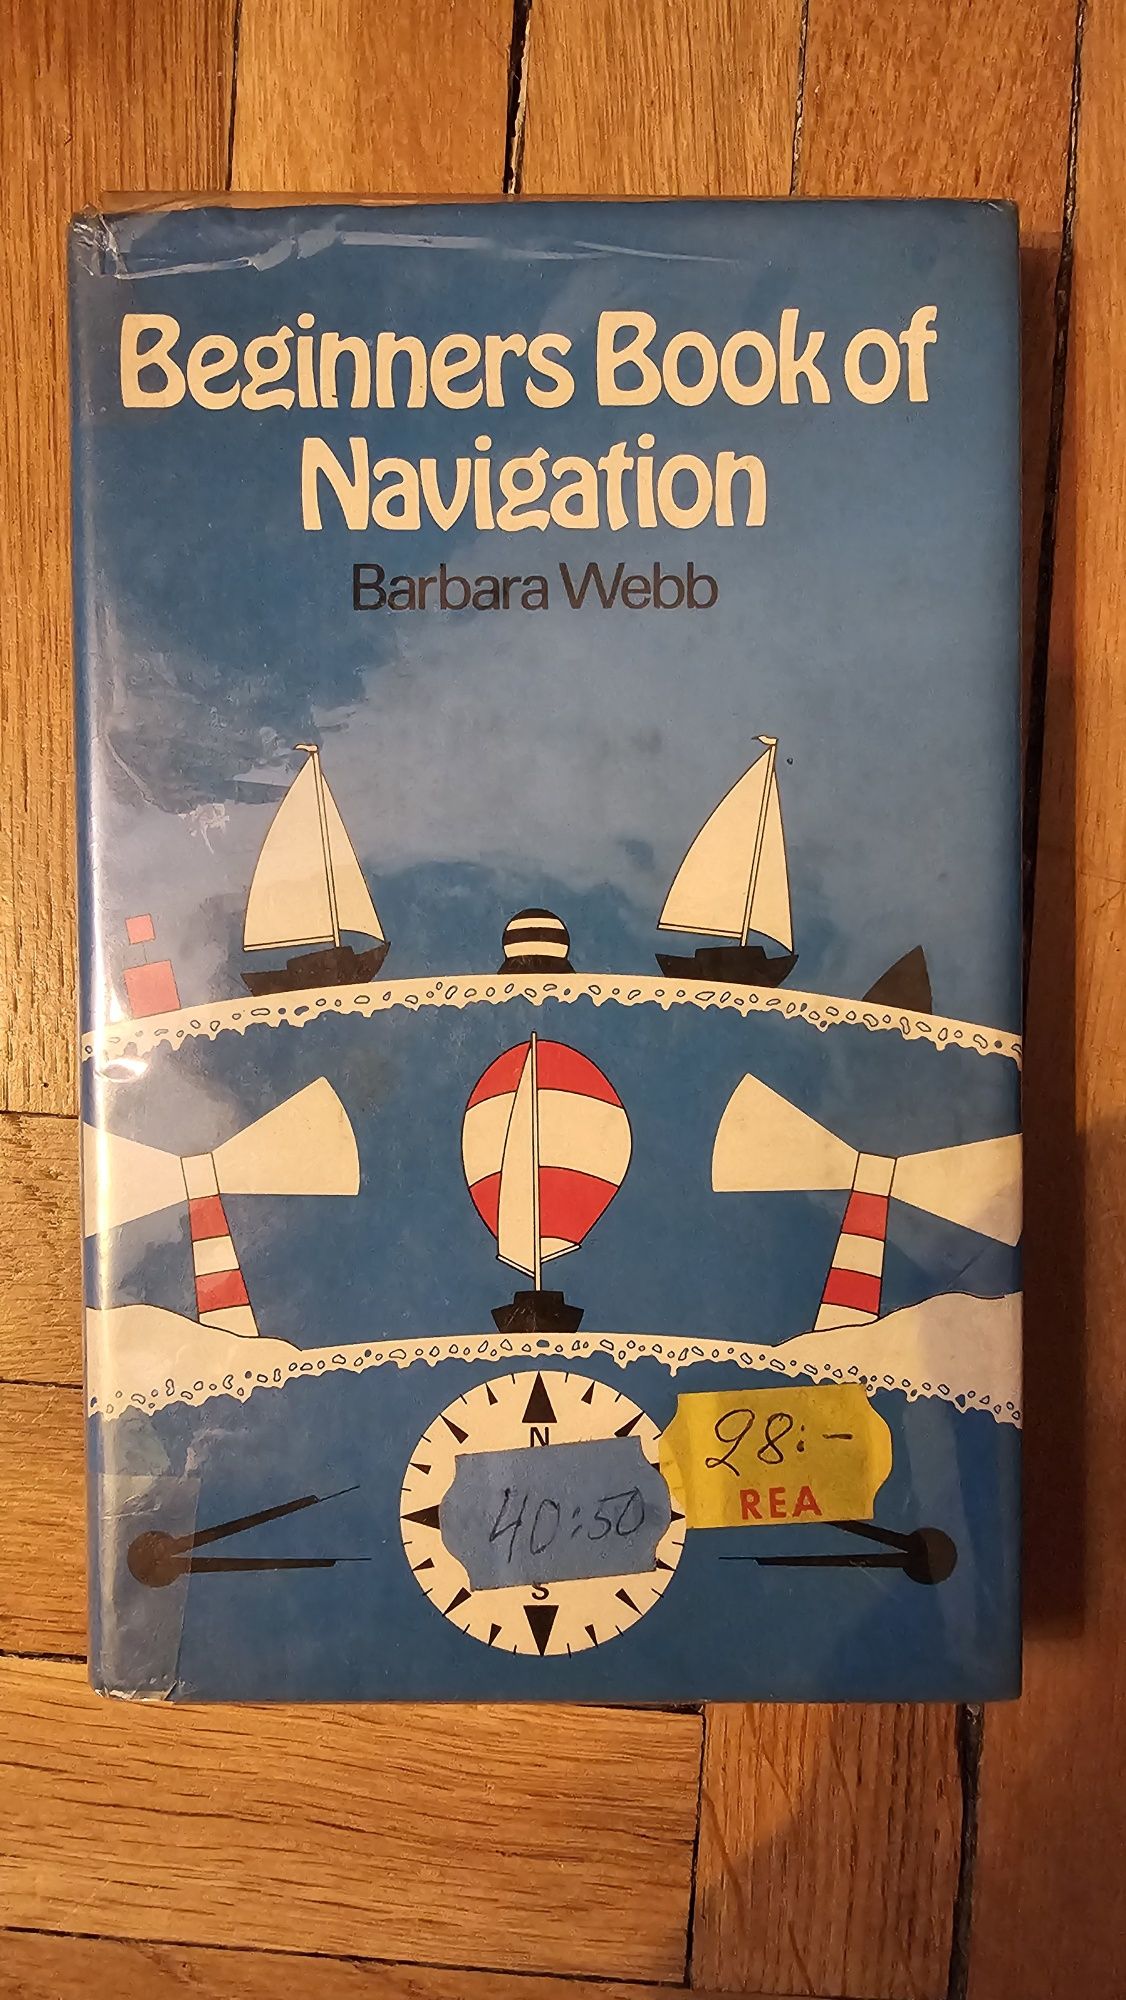 Beginners Book of
Navigation
Barbara Webb
N
28:-
REA
40:50
S